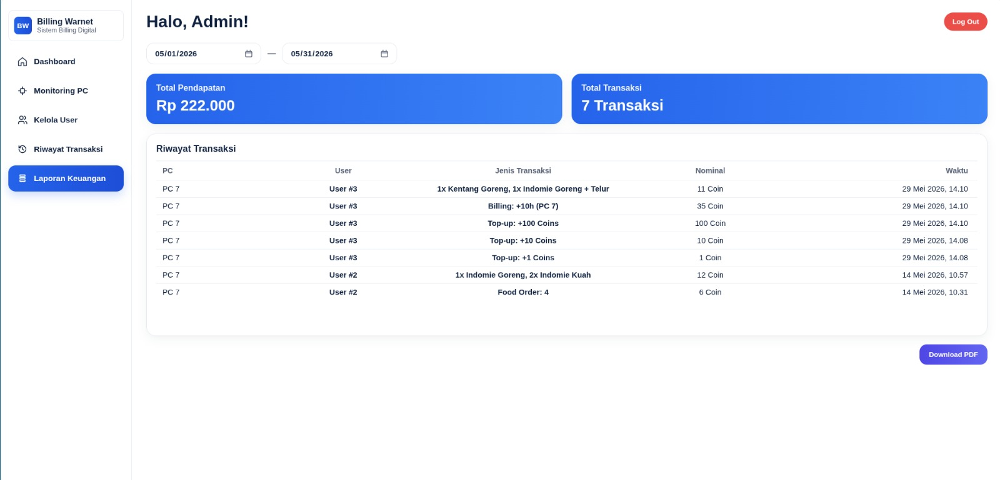 BW
Billing Warnet
Sistem Billing Digital
Dashboard
Monitoring PC
Kelola User
Riwayat Transaksi
Laporan Keuangan
Halo, Admin!
Log Out
05/01/2026 — 05/31/2026
Total Pendapatan
Rp 222.000
Total Transaksi
7 Transaksi
Riwayat Transaksi
PC User Jenis Transaksi Nominal Waktu
PC 7 User #3 1x Kentang Goreng, 1x Indomie Goreng + Telur 11 Coin 29 Mei 2026, 14.10
PC 7 User #3 Billing: +10h (PC 7) 35 Coin 29 Mei 2026, 14.10
PC 7 User #3 Top-up: +100 Coins 100 Coin 29 Mei 2026, 14.10
PC 7 User #3 Top-up: +10 Coins 10 Coin 29 Mei 2026, 14.08
PC 7 User #3 Top-up: +1 Coins 1 Coin 29 Mei 2026, 14.08
PC 7 User #2 1x Indomie Goreng, 2x Indomie Kuah 12 Coin 14 Mei 2026, 10.57
PC 7 User #2 Food Order: 4 6 Coin 14 Mei 2026, 10.31
Download PDF